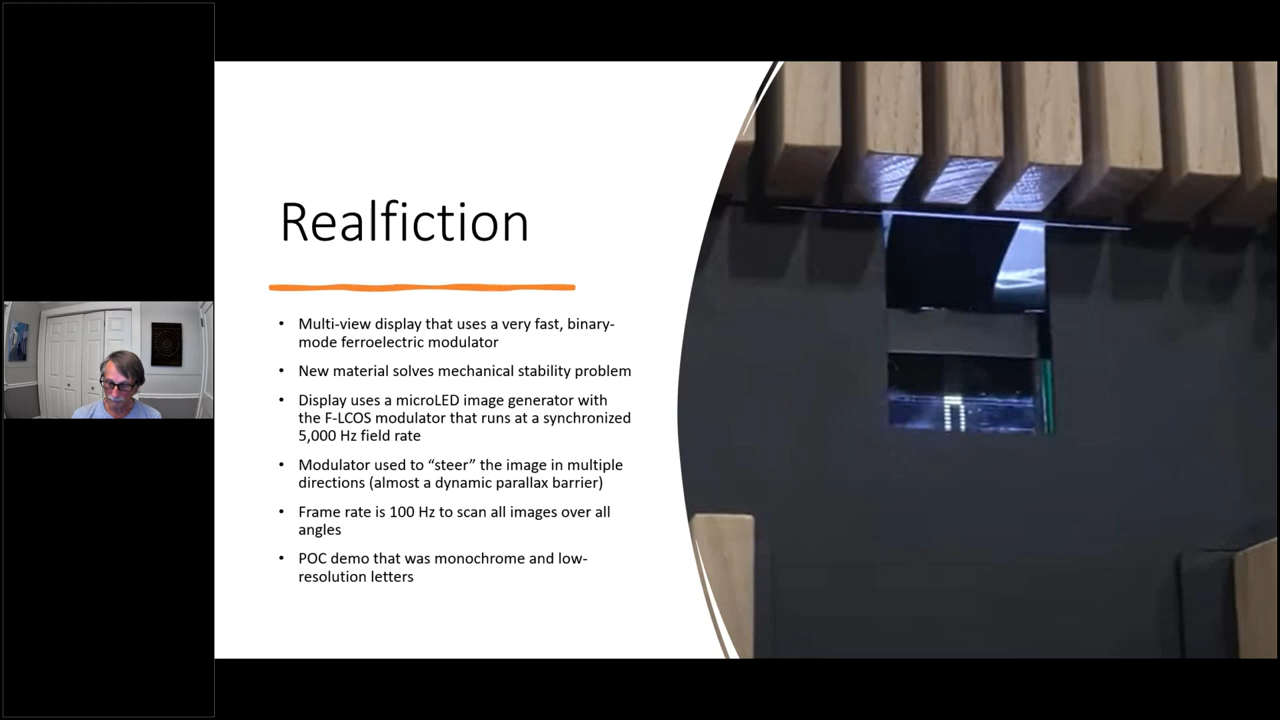 Realfiction
• Multi-view display that uses a very fast, binary-
mode ferroelectric modulator
• New material solves mechanical stability problem
• Display uses a microLED image generator with
the F-LCOS modulator that runs at a synchronized
5,000 Hz field rate
• Modulator used to “steer” the image in multiple
directions (almost a dynamic parallax barrier)
• Frame rate is 100 Hz to scan all images over all
angles
• POC demo that was monochrome and low-
resolution letters